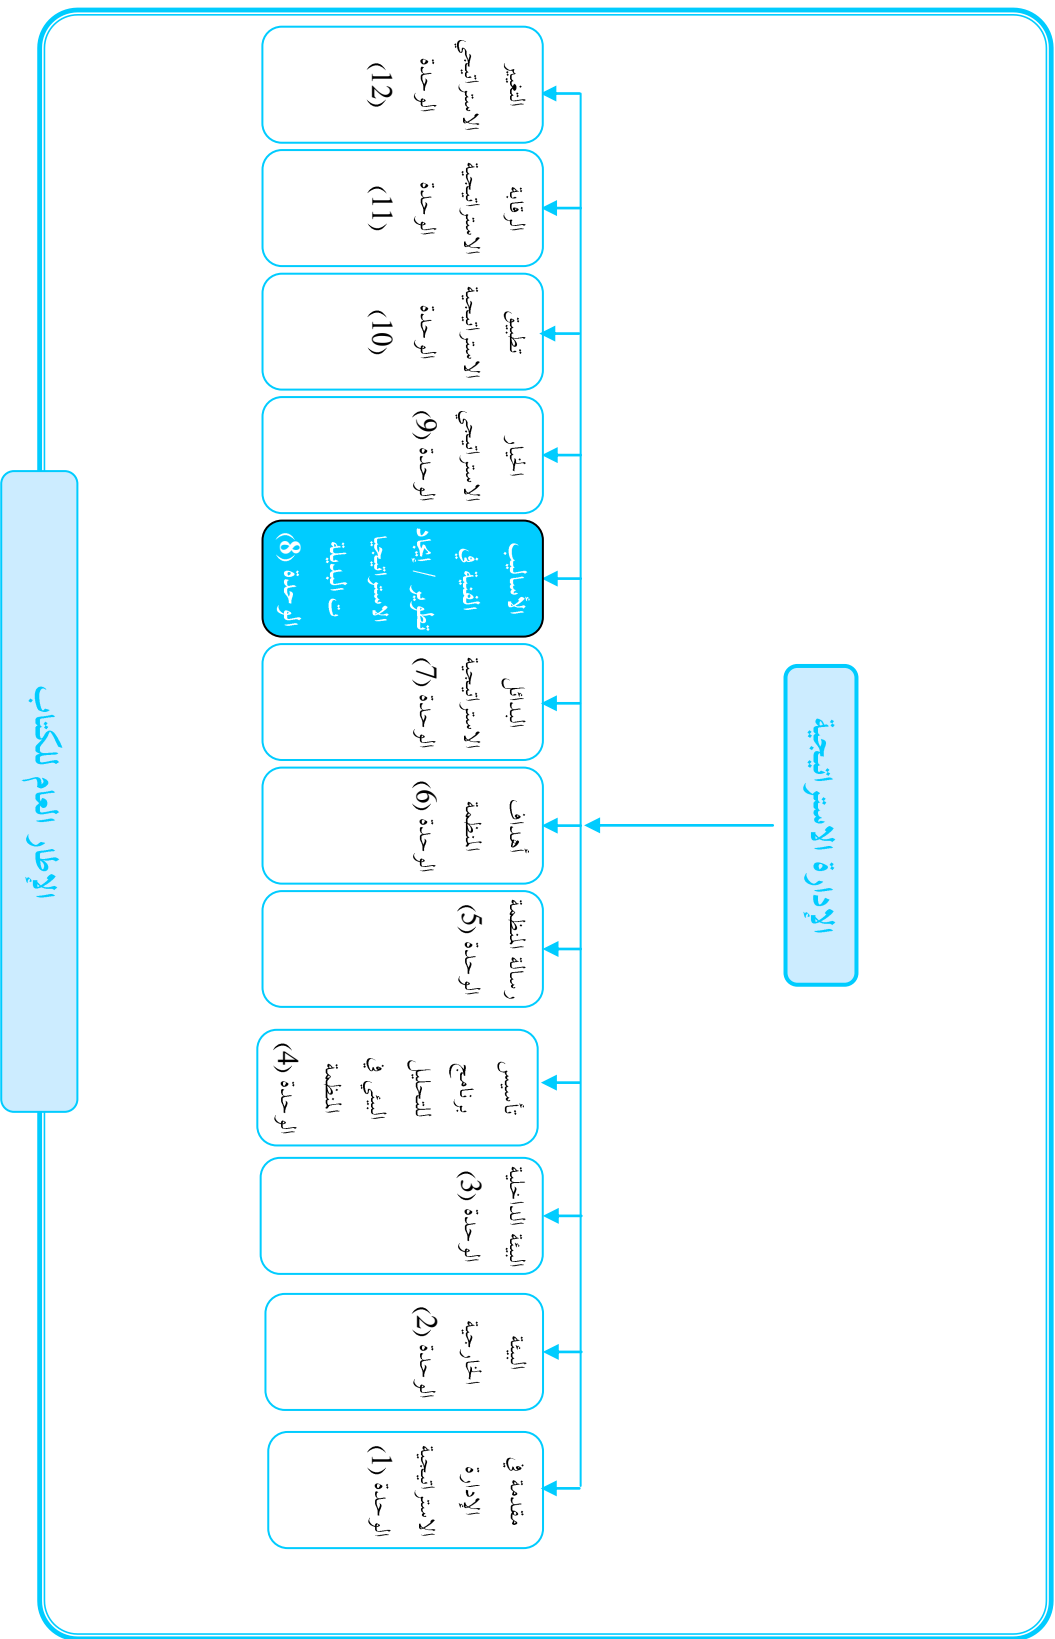 الإدارة الاستراتيجية
مقدمة في
الإدارة
الاستراتيجية
الوحدة (1)
البيئة
الخارجية
الوحدة (2)
البيئة الداخلية
الوحدة (3)
تأسيس
برنامج
للتحليل
البيئي في
المنظمة
الوحدة (4)
رسالة المنظمة
الوحدة (5)
أهداف
المنظمة
الوحدة (6)
البدائل
الاستراتيجية
الوحدة (7)
الأساليب
الفنية في
تطوير / إيجاد
الاستراتيجيا
ت البديلة
الوحدة (8)
الخيار
الاستراتيجي
الوحدة (9)
تطبيق
الاستراتيجية
الوحدة
(10)
الرقابة
الاستراتيجية
الوحدة
(11)
التغيير
الاستراتيجي
الوحدة
(12)
الإطار العام للكتاب